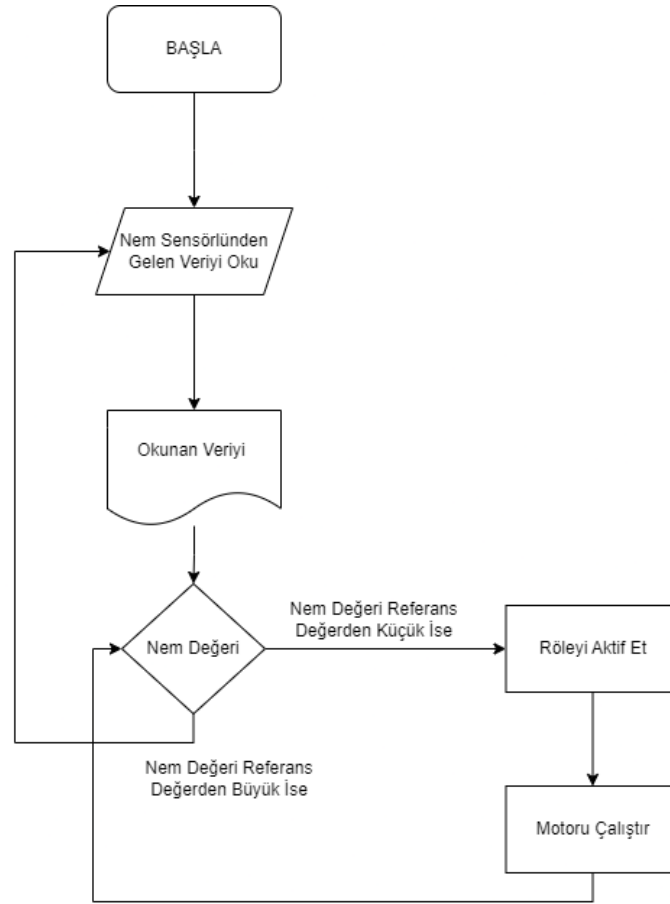 BAŞLA
Nem Sensörlünden
Gelen Veriyi Oku
Okunan Veriyi
Nem Değeri
Nem Değeri Referans
Değerden Küçük İse
Röleyi Aktif Et
Nem Değeri Referans
Değerden Büyük İse
Motoru Çalıştır